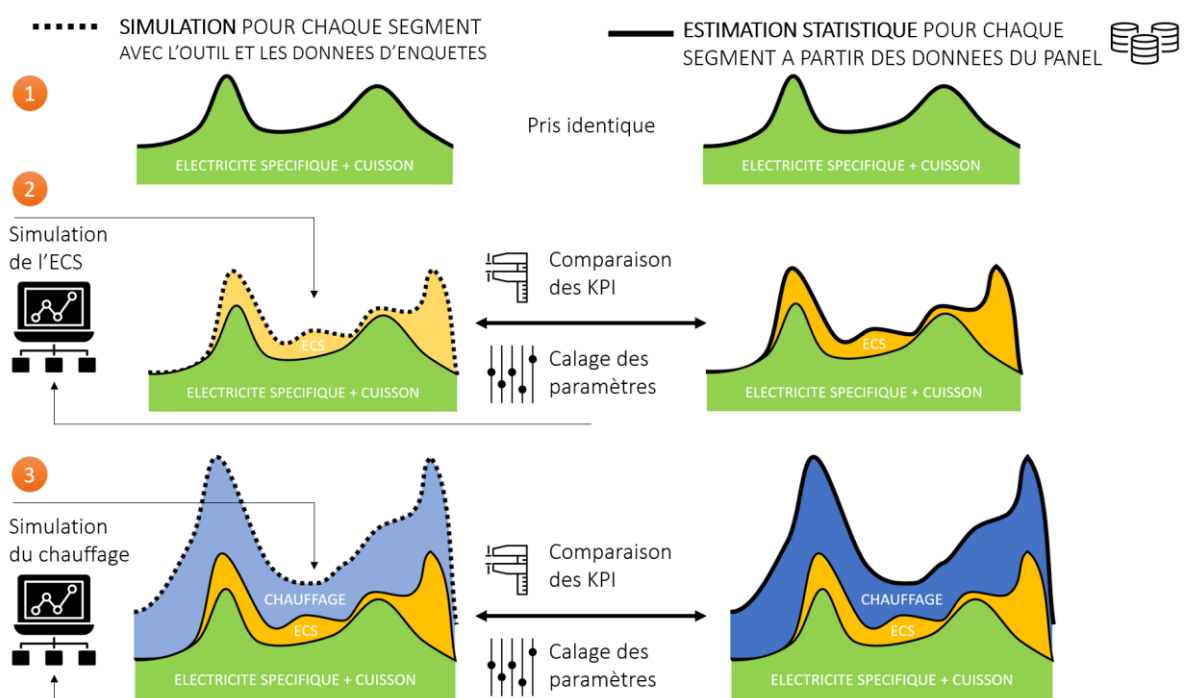 SIMULATION POUR CHAQUE SEGMENT
AVEC L'OUTIL ET LES DONNEES D'ENQUETES
ESTIMATION STATISTIQUE POUR CHAQUE
SEGMENT A PARTIR DES DONNEES DU PANEL
1
Pris identique
ELECTRICITE SPECIFIQUE + CUISSON
ELECTRICITE SPECIFIQUE + CUISSON
2
Simulation
de l'ECS
ECS
ELECTRICITE SPECIFIQUE + CUISSON
Comparaison
des KPI
Calage des
paramètres
ECS
ELECTRICITE SPECIFIQUE + CUISSON
3
Simulation
du chauffage
CHAUFFAGE
ECS
ELECTRICITE SPECIFIQUE + CUISSON
Comparaison
des KPI
Calage des
paramètres
CHAUFFAGE
ECS
ELECTRICITE SPECIFIQUE + CUISSON